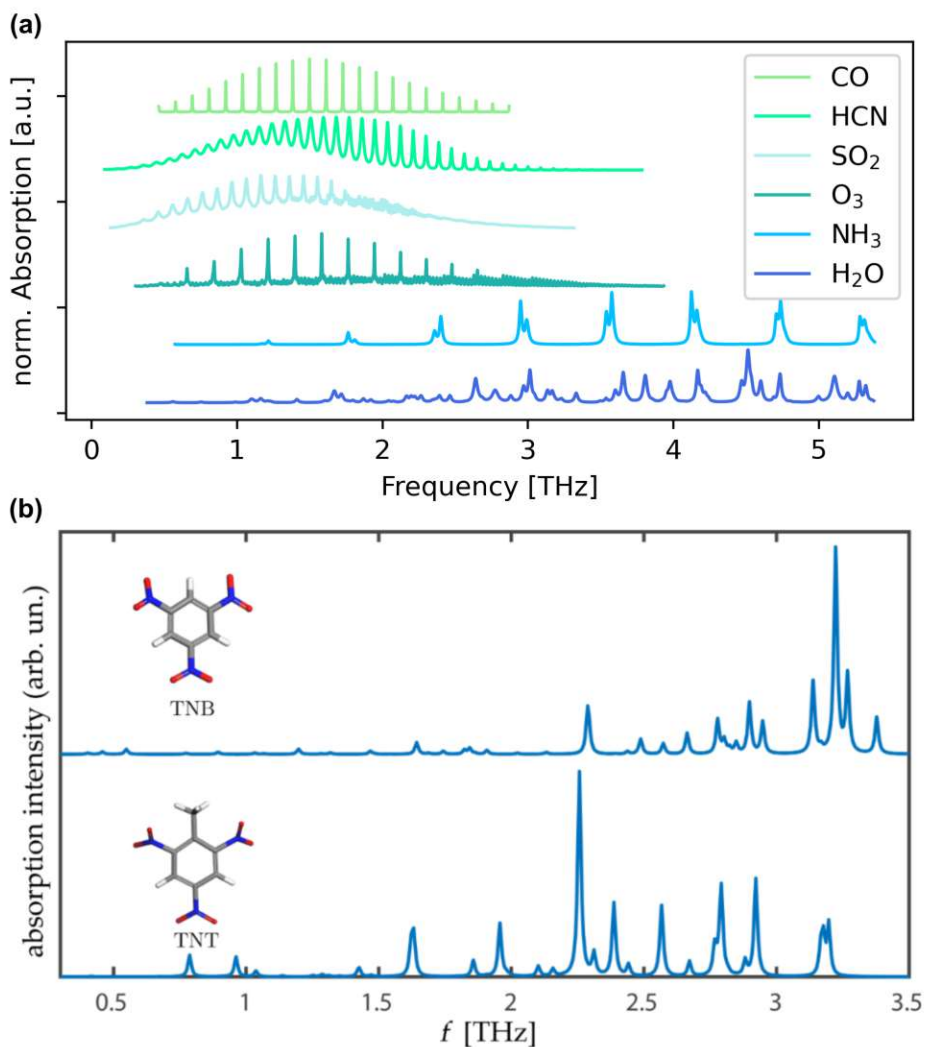 (a)
norm. Absorption [a.u.]
CO
HCN
SO₂
O₃
NH₃
H₂O
0 1 2 3 4 5
Frequency [THz]
(b)
absorption intensity (arb. un.)
TNB
TNT
0.5 1 1.5 2 2.5 3 3.5
f [THz]